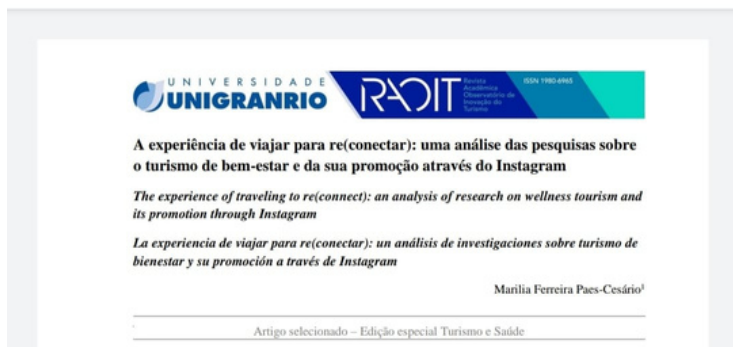 UNIVERSIDADE
UNIGRANRIO
RAOIT
Revista
Acadêmica
Observatório de
Inovação do
Turismo
ISSN 1980-6965
A experiência de viajar para re(conectar): uma análise das pesquisas sobre
o turismo de bem-estar e da sua promoção através do Instagram
The experience of traveling to re(connect): an analysis of research on wellness tourism and
its promotion through Instagram
La experiencia de viajar para re(conectar): un análisis de investigaciones sobre turismo de
bienestar y su promoción a través de Instagram
Marilia Ferreira Paes-Cesário¹
Artigo selecionado – Edição especial Turismo e Saúde